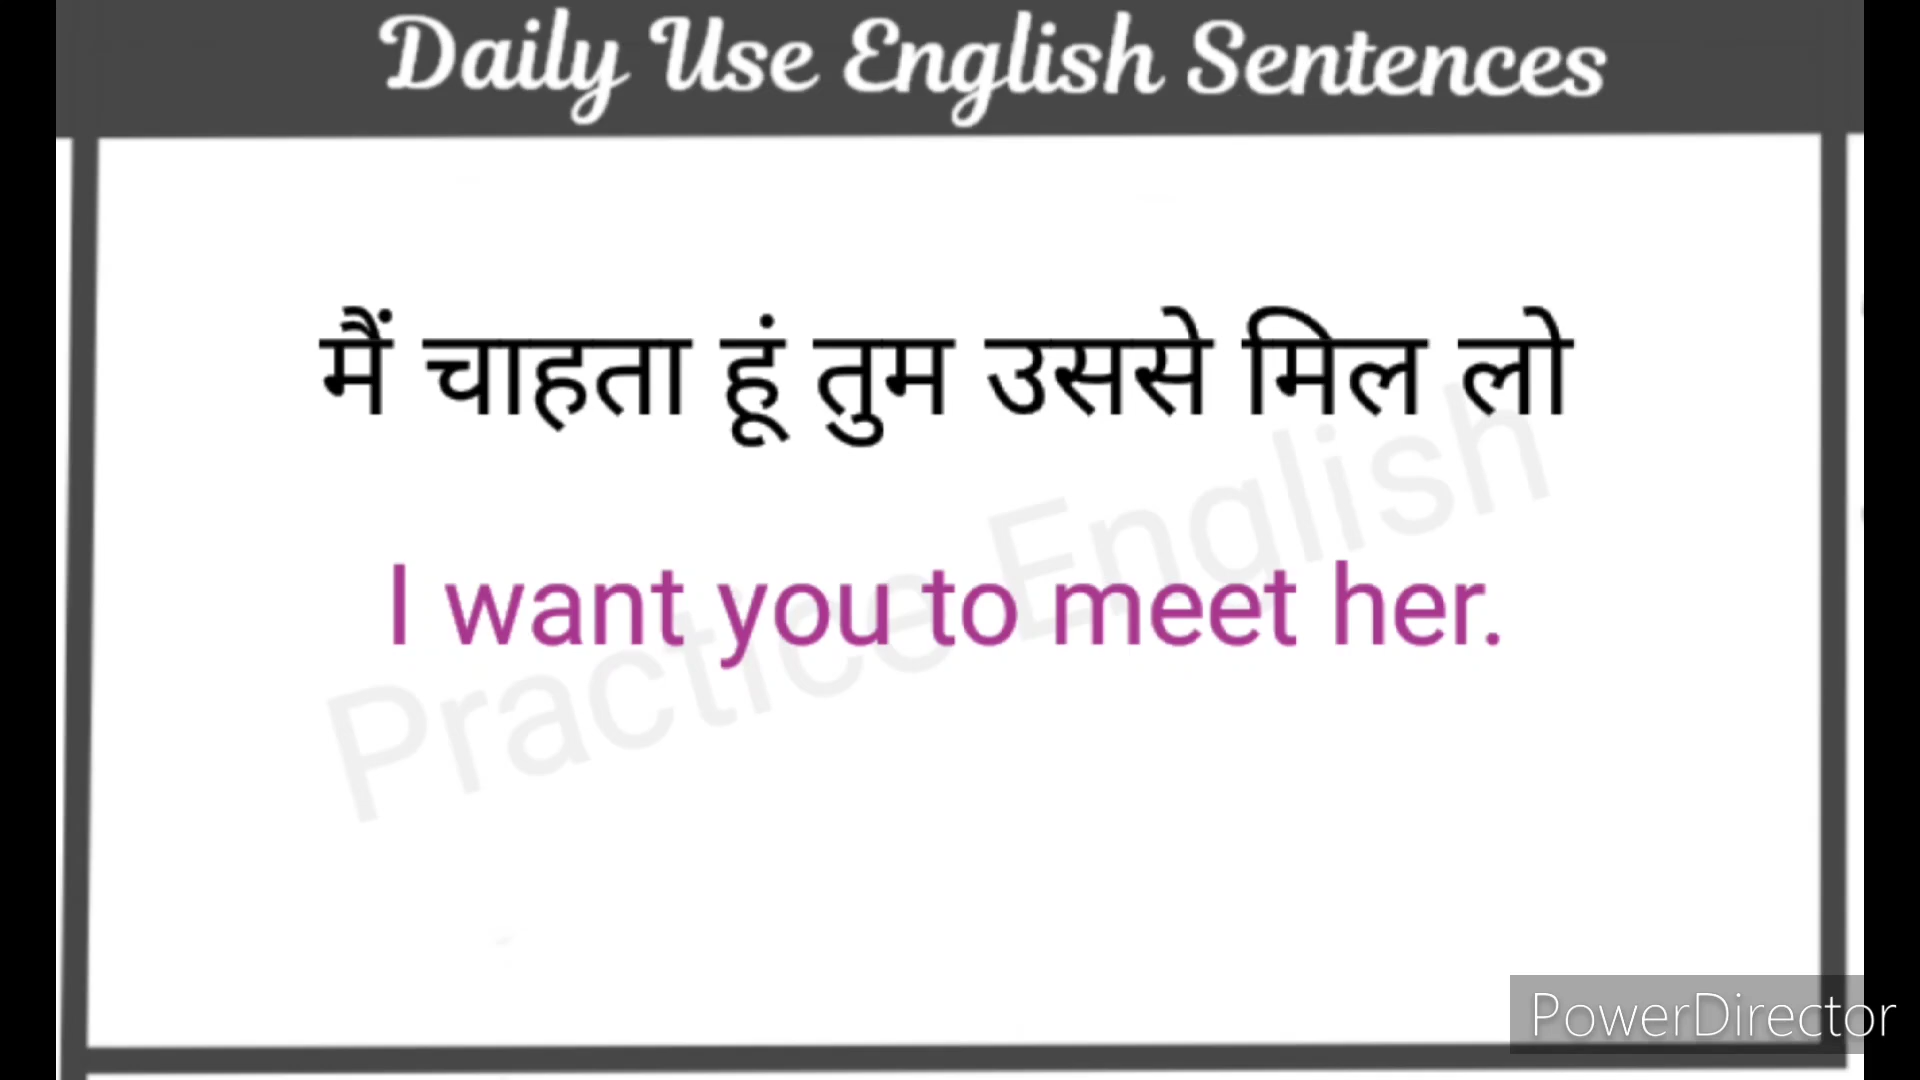 Daily Use English Sentences
मैं चाहता हूं तुम उससे मिल लो
I want you to meet her.
Practice English
PowerDirector